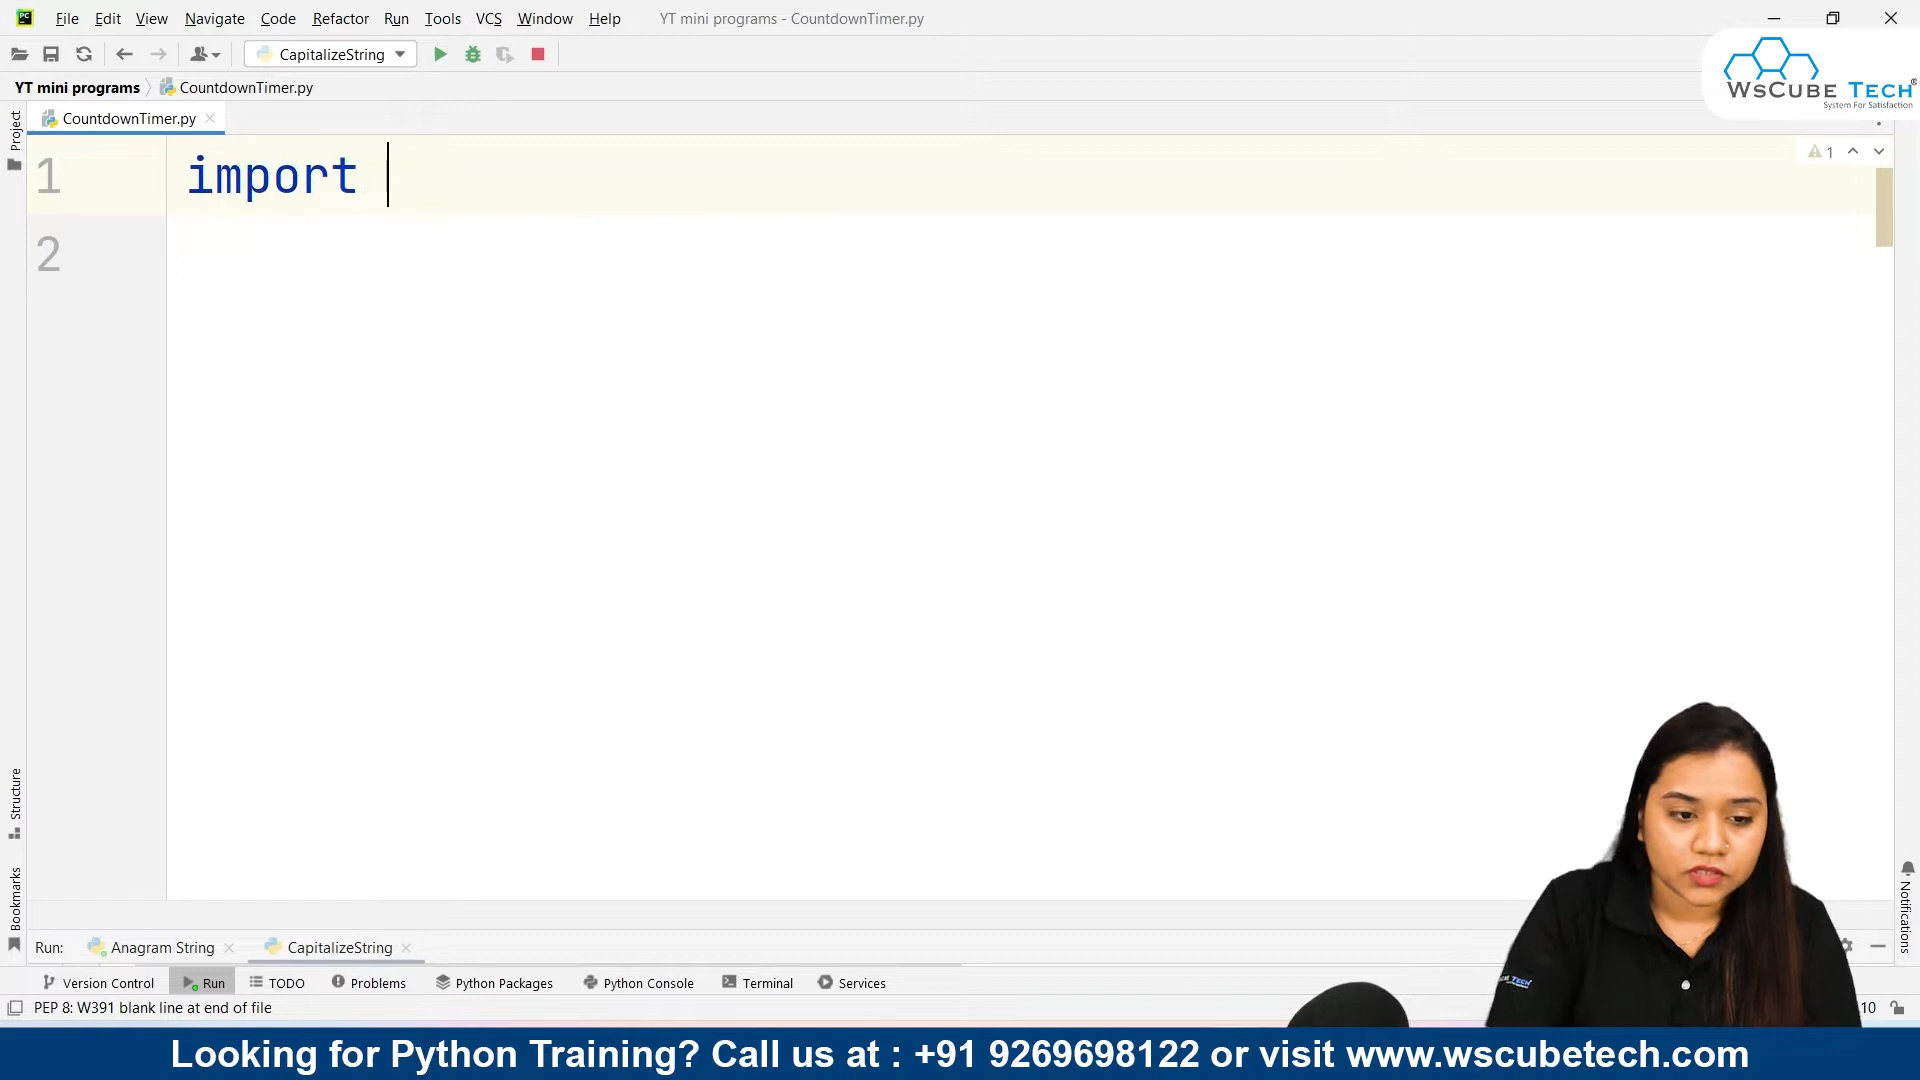 File Edit View Navigate Code Refactor Run Tools VCS Window Help YT mini programs - CountdownTimer.py
CapitalizeString
WsCube Tech®
System For Satisfaction
YT mini programs CountdownTimer.py
Project
CountdownTimer.py
1 import
1
2
Structure
Bookmarks
Notifications
Run: Anagram String CapitalizeString
Version Control Run TODO Problems Python Packages Python Console Terminal Services
PEP 8: W391 blank line at end of file
10
Looking for Python Training? Call us at : +91 9269698122 or visit www.wscubetech.com